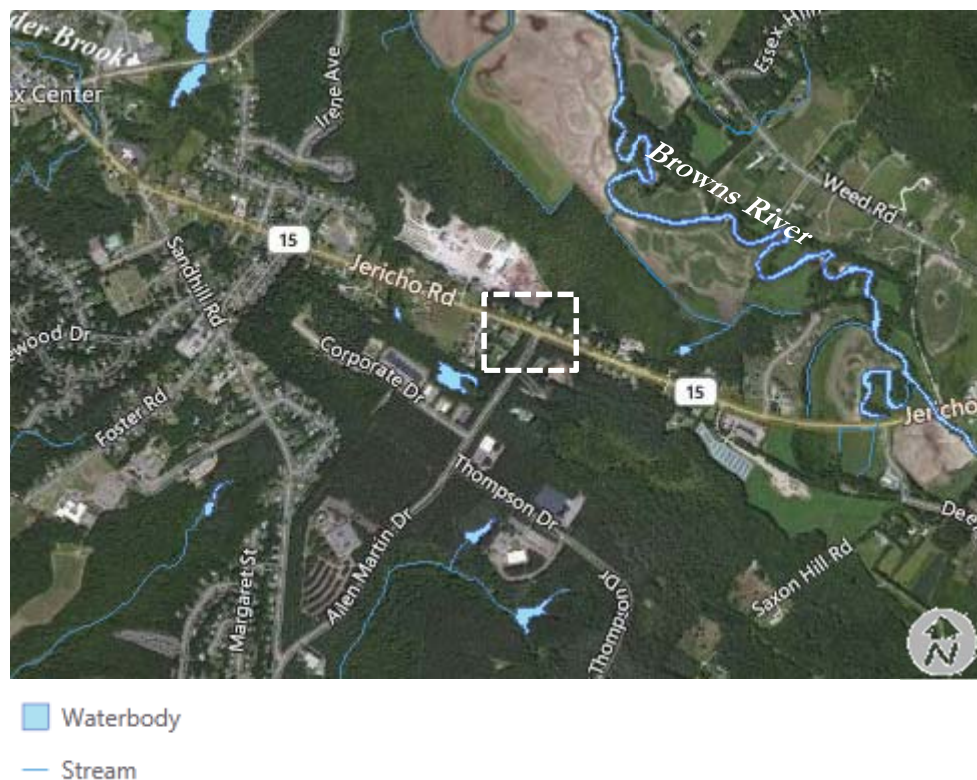 der Brook
ex Center
Irene Ave
Essex Hill
Browns River
Weed Rd
15
Jericho Rd
Sandhill Rd
ewood Dr
Corporate Dr
15
Jericho
Foster Rd
Thompson Dr
Allen Martin Dr
Margaret St
Thompson Dr
Saxon Hill Rd
Dee
N
Waterbody
Stream